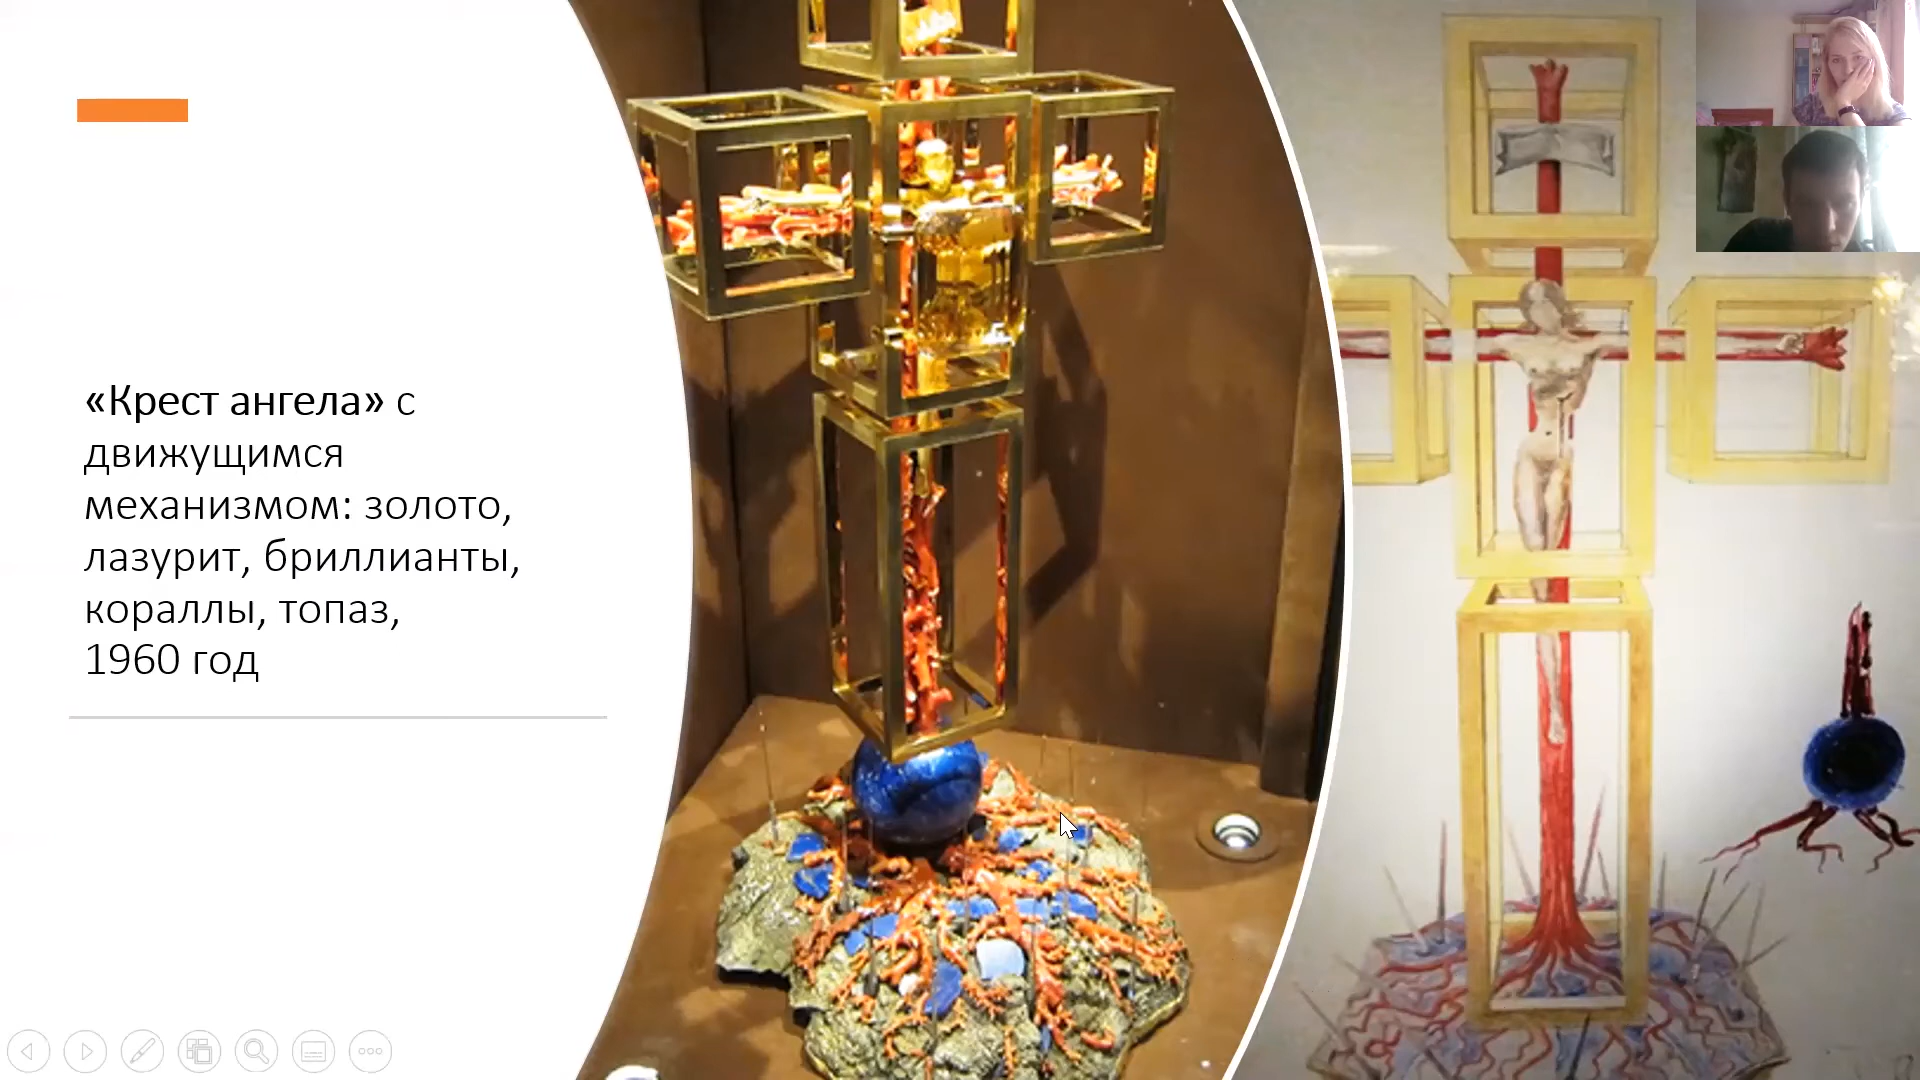 «Крест ангела» с
движущимся
механизмом: золото,
лазурит, бриллианты,
кораллы, топаз,
1960 год